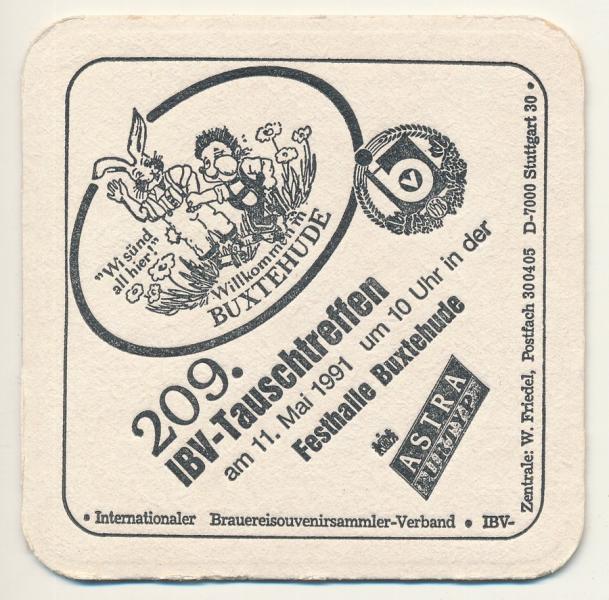 "Wi sünd
all hier!"
Willkommen in
BUXTEHUDE
209.
IBV-Tauschtreffen
am 11. Mai 1991 um 10 Uhr in der
Festhalle Buxtehude
ASTRA
URTYP
• Internationaler Brauereisouvenirsammler-Verband • IBV-
Zentrale: W. Friedel, Postfach 300405 D-7000 Stuttgart 30 •